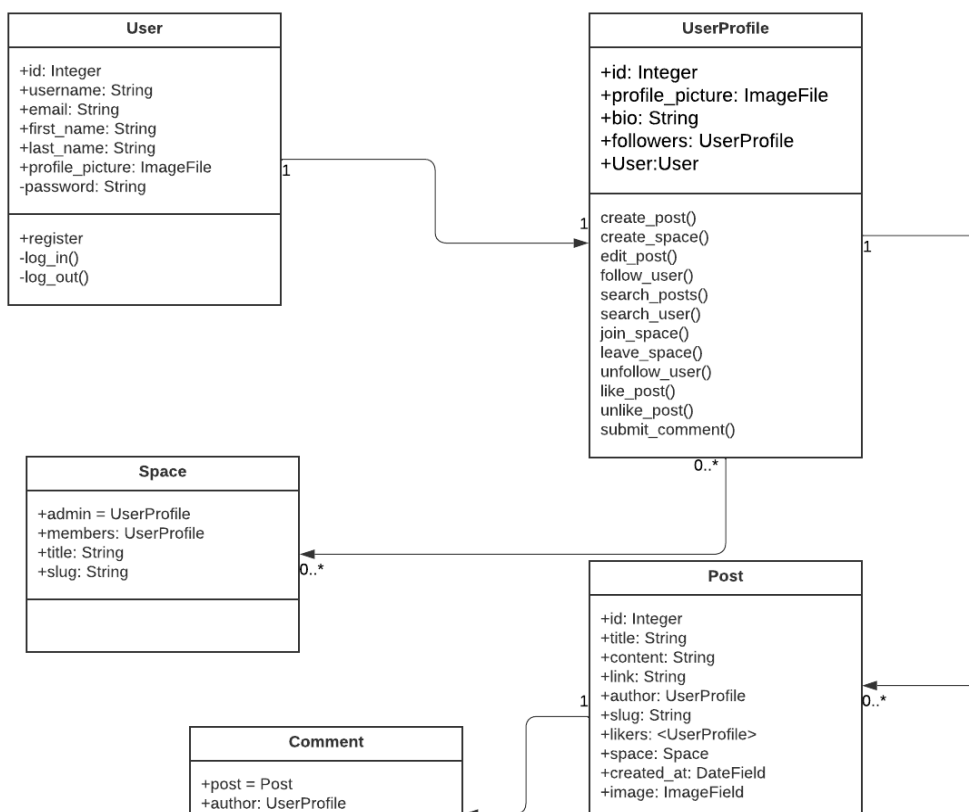 User
+id: Integer
+username: String
+email: String
+first_name: String
+last_name: String
+profile_picture: ImageFile
-password: String
+register
-log_in()
-log_out()
1
UserProfile
+id: Integer
+profile_picture: ImageFile
+bio: String
+followers: UserProfile
+User:User
create_post()
create_space()
edit_post()
follow_user()
search_posts()
search_user()
join_space()
leave_space()
unfollow_user()
like_post()
unlike_post()
submit_comment()
1
1
0..*
Space
+admin = UserProfile
+members: UserProfile
+title: String
+slug: String
0..*
Post
+id: Integer
+title: String
+content: String
+link: String
+author: UserProfile
+slug: String
+likers: <UserProfile>
+space: Space
+created_at: DateField
+image: ImageField
1
0..*
Comment
+post = Post
+author: UserProfile